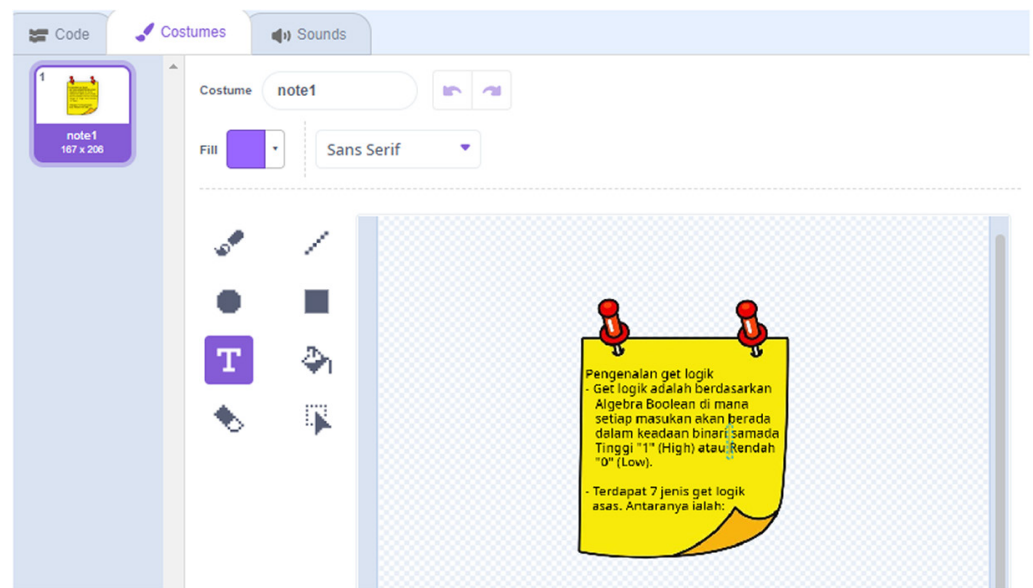 Code
Costumes
Sounds
1
note1
167 x 208
Costume
note1
Fill
Sans Serif
T
Pengenalan get logik
- Get logik adalah berdasarkan
Algebra Boolean di mana
setiap masukan akan berada
dalam keadaan binari samada
Tinggi "1" (High) atau Rendah
"0" (Low).
- Terdapat 7 jenis get logik
asas. Antaranya ialah: